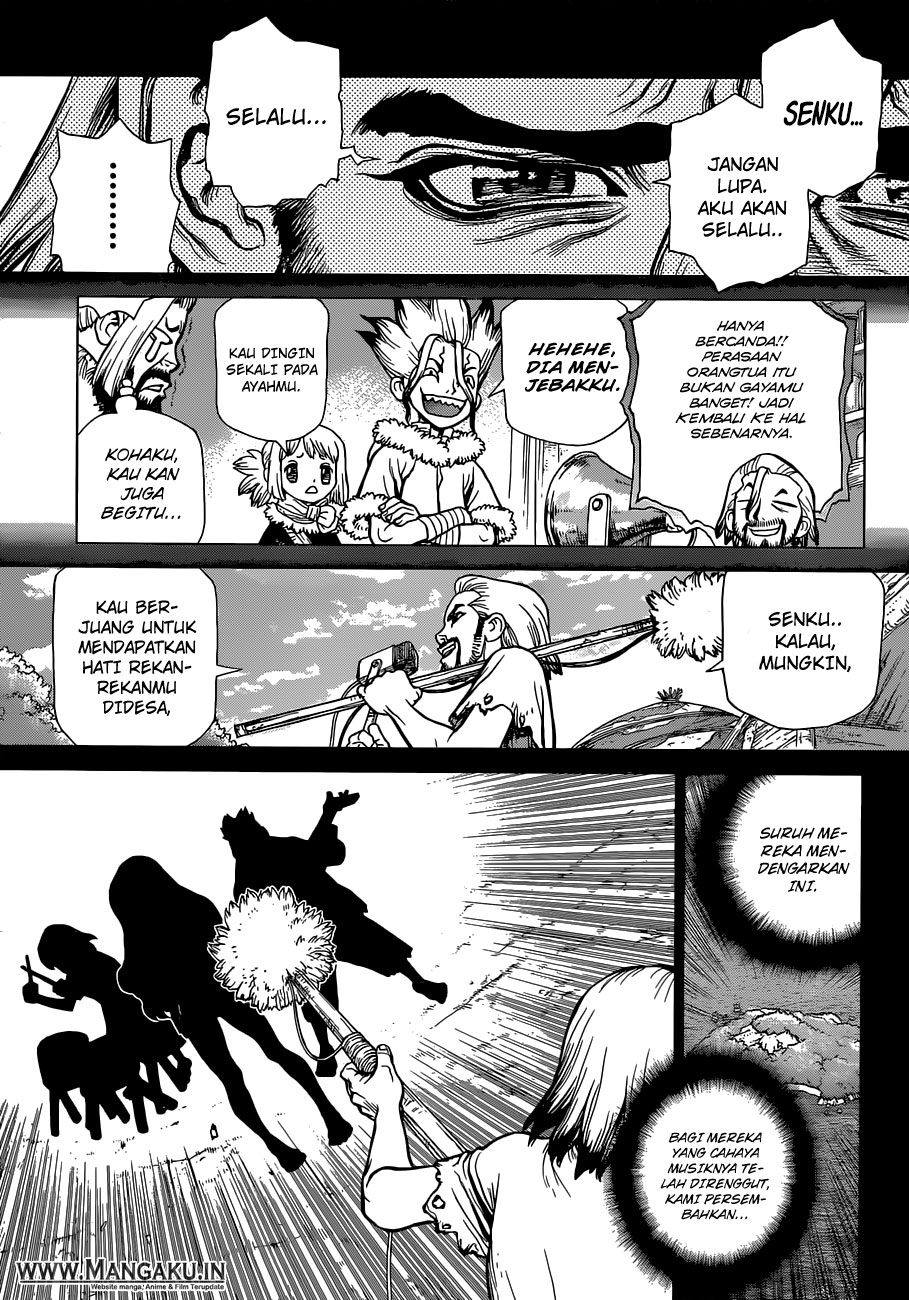 SENKU...
JANGAN
LUPA.
AKU AKAN
SELALU..
SELALU...
........
HANYA
BERCANDA!!
PERASAAN
ORANGTUA ITU
BUKAN GAYAMU
BANGET! JADI
KEMBALI KE HAL
SEBENARNYA.
HEHEHE,
DIA MEN-
JEBAKKU.
KAU DINGIN
SEKALI PADA
AYAHMU.
KOHAKU,
KAU KAN
JUGA
BEGITU...
SENKU..
KALAU,
MUNGKIN,
KAU BER-
JUANG UNTUK
MENDAPATKAN
HATI REKAN-
REKANMU
DIDESA,
SURUH ME-
REKA MEN-
DENGARKAN
INI.
BAGI MEREKA
YANG CAHAYA
MUSIKNYA TE-
LAH DIRENGGUT,
KAMI PERSEM-
BAHKAN...
www.Mangaku.in
Website manga, Anime & Film Terupdate